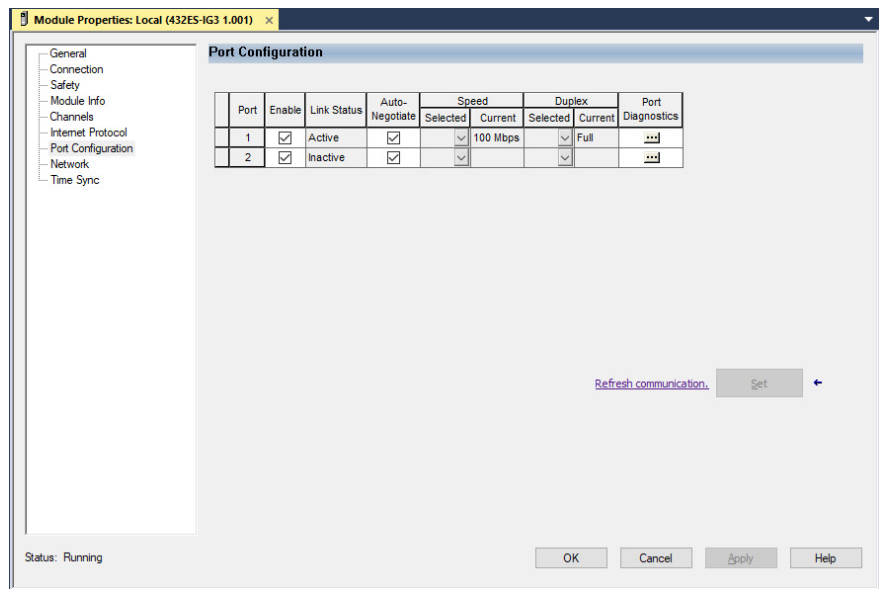 Module Properties: Local (432ES-IG3 1.001) ×
General
Connection
Safety
Module Info
Channels
Internet Protocol
Port Configuration
Network
Time Sync
Port Configuration
Port Enable Link Status Auto-Negotiate Speed Duplex Port Diagnostics
Selected Current Selected Current
1 Active 100 Mbps Full ...
2 Inactive ...
Refresh communication. Set
Status: Running
OK Cancel Apply Help